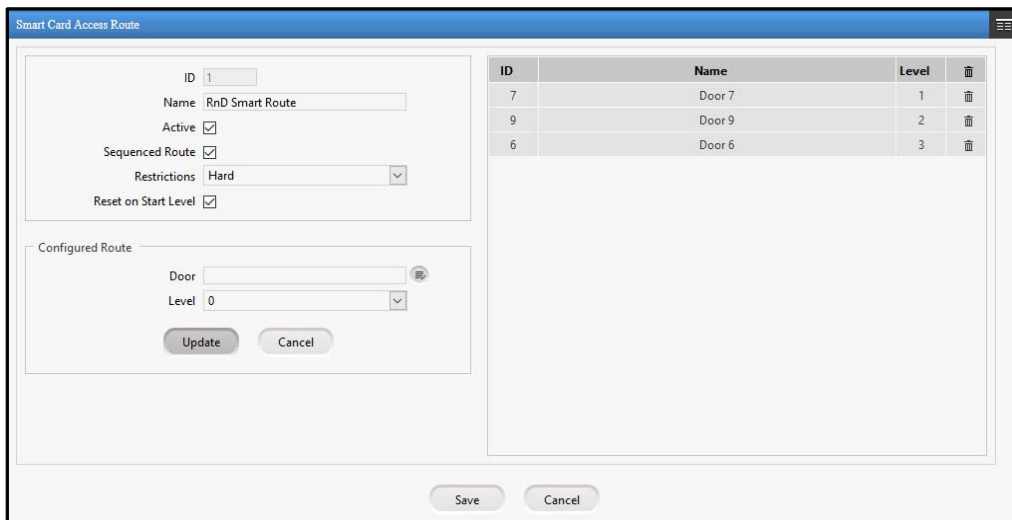 Smart Card Access Route
ID 1
Name RnD Smart Route
Active
Sequenced Route
Restrictions Hard
Reset on Start Level
Configured Route
Door
Level 0
Update Cancel
ID Name Level
7 Door 7 1
9 Door 9 2
6 Door 6 3
Save Cancel